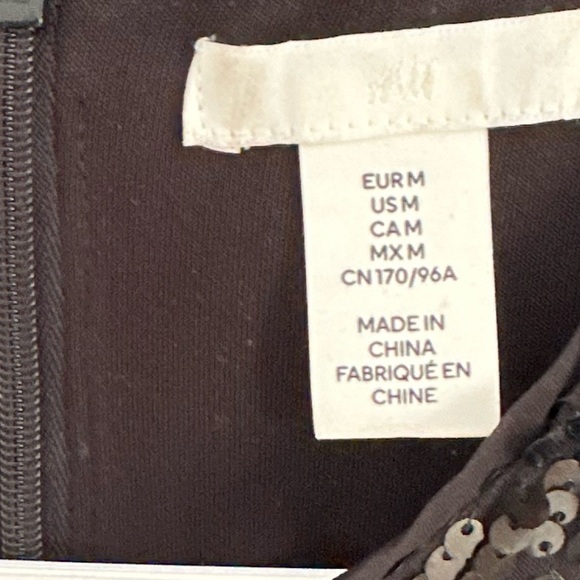 EUR M
US M
CA M
MX M
CN 170/96A
MADE IN
CHINA
FABRIQUÉ EN
CHINE